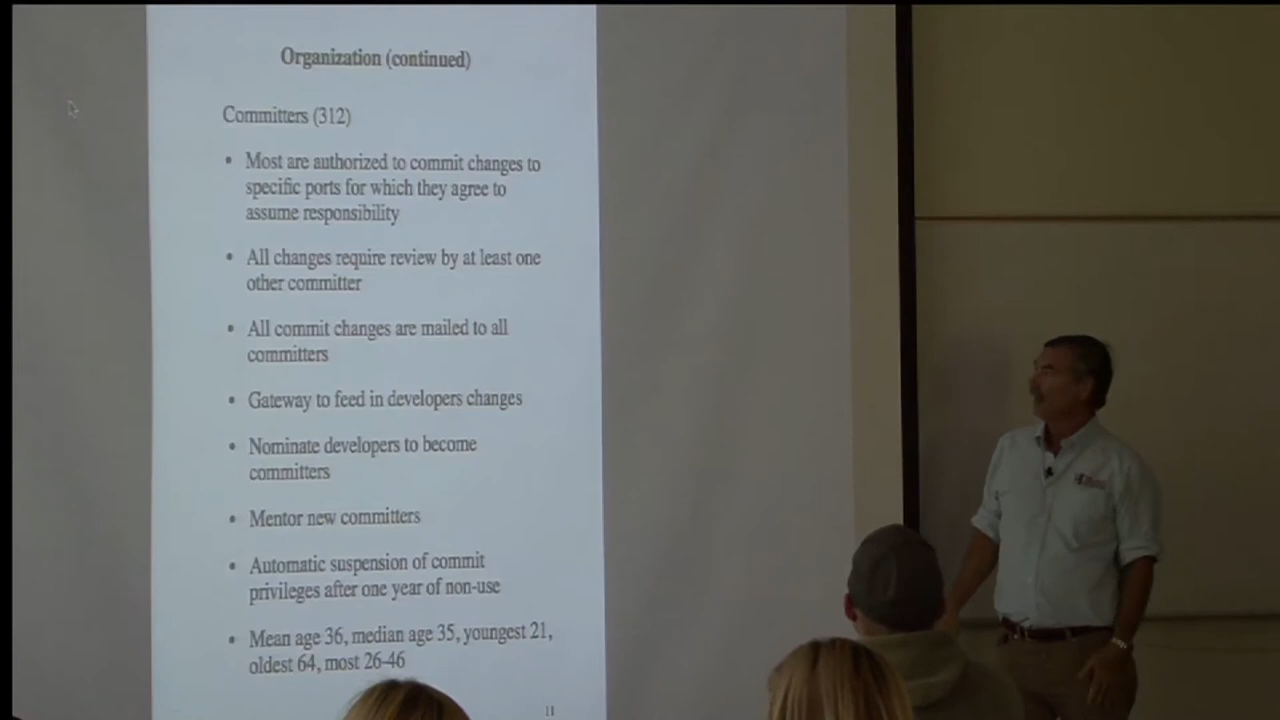 Organization (continued)
Committers (312)
• Most are authorized to commit changes to
specific ports for which they agree to
assume responsibility
• All changes require review by at least one
other committer
• All commit changes are mailed to all
committers
• Gateway to feed in developers changes
• Nominate developers to become
committers
• Mentor new committers
• Automatic suspension of commit
privileges after one year of non-use
• Mean age 36, median age 35, youngest 21,
oldest 64, most 26-46
11